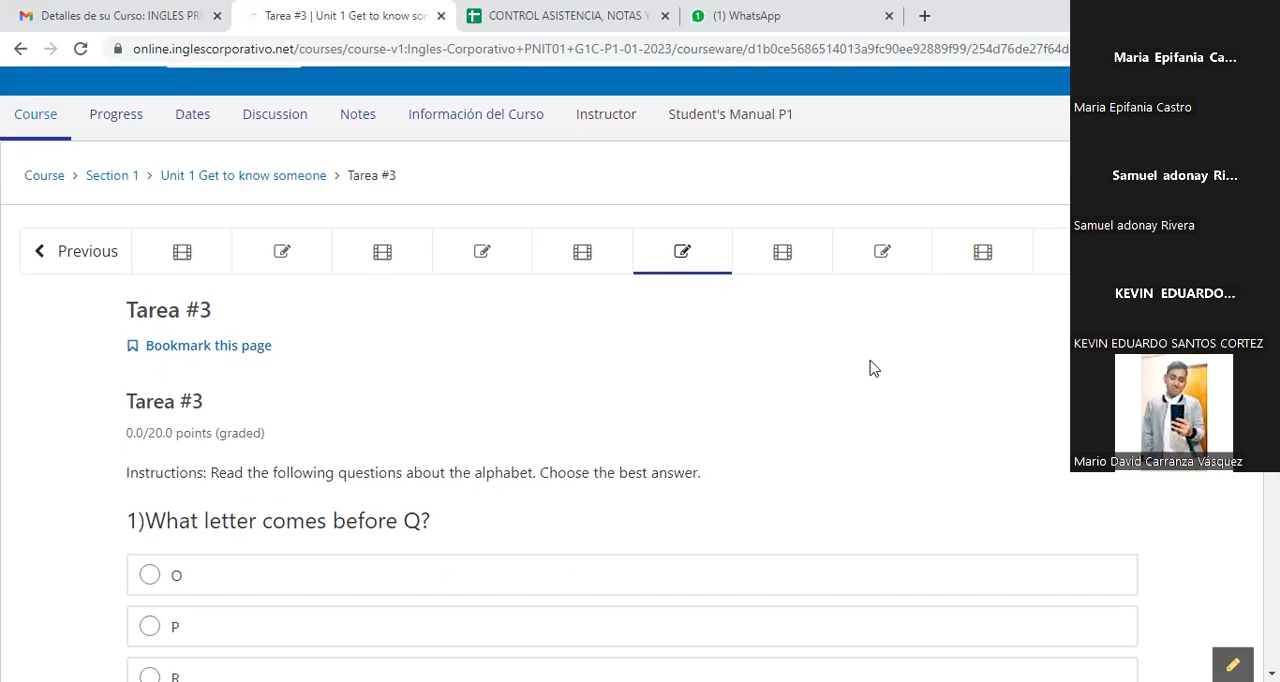 Detalles de su Curso: INGLES PRI
Tarea #3 | Unit 1 Get to know so
CONTROL ASISTENCIA, NOTAS Y
1 (1) WhatsApp
online.inglescorporativo.net/courses/course-v1:Ingles-Corporativo+PNIT01+G1C-P1-01-2023/courseware/d1b0ce5686514013a9fc90ee92889f99/254d76de27f64d
Course Progress Dates Discussion Notes Información del Curso Instructor Student's Manual P1
Course > Section 1 > Unit 1 Get to know someone > Tarea #3
Previous
Tarea #3
Bookmark this page
Tarea #3
0.0/20.0 points (graded)
Instructions: Read the following questions about the alphabet. Choose the best answer.
1)What letter comes before Q?
O
P
R
Maria Epifania Ca...
Maria Epifania Castro
Samuel adonay Ri...
Samuel adonay Rivera
KEVIN EDUARDO...
KEVIN EDUARDO SANTOS CORTEZ
Mario David Carranza Vásquez